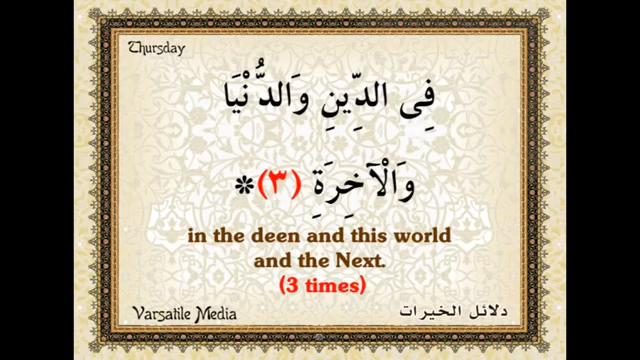 Thursday
فِى الدِّينِ وَالدُّنْيَا
وَالْآخِرَةِ (٣)*
in the deen and this world
and the Next.
(3 times)
Varsatile Media
دلائل الخيرات